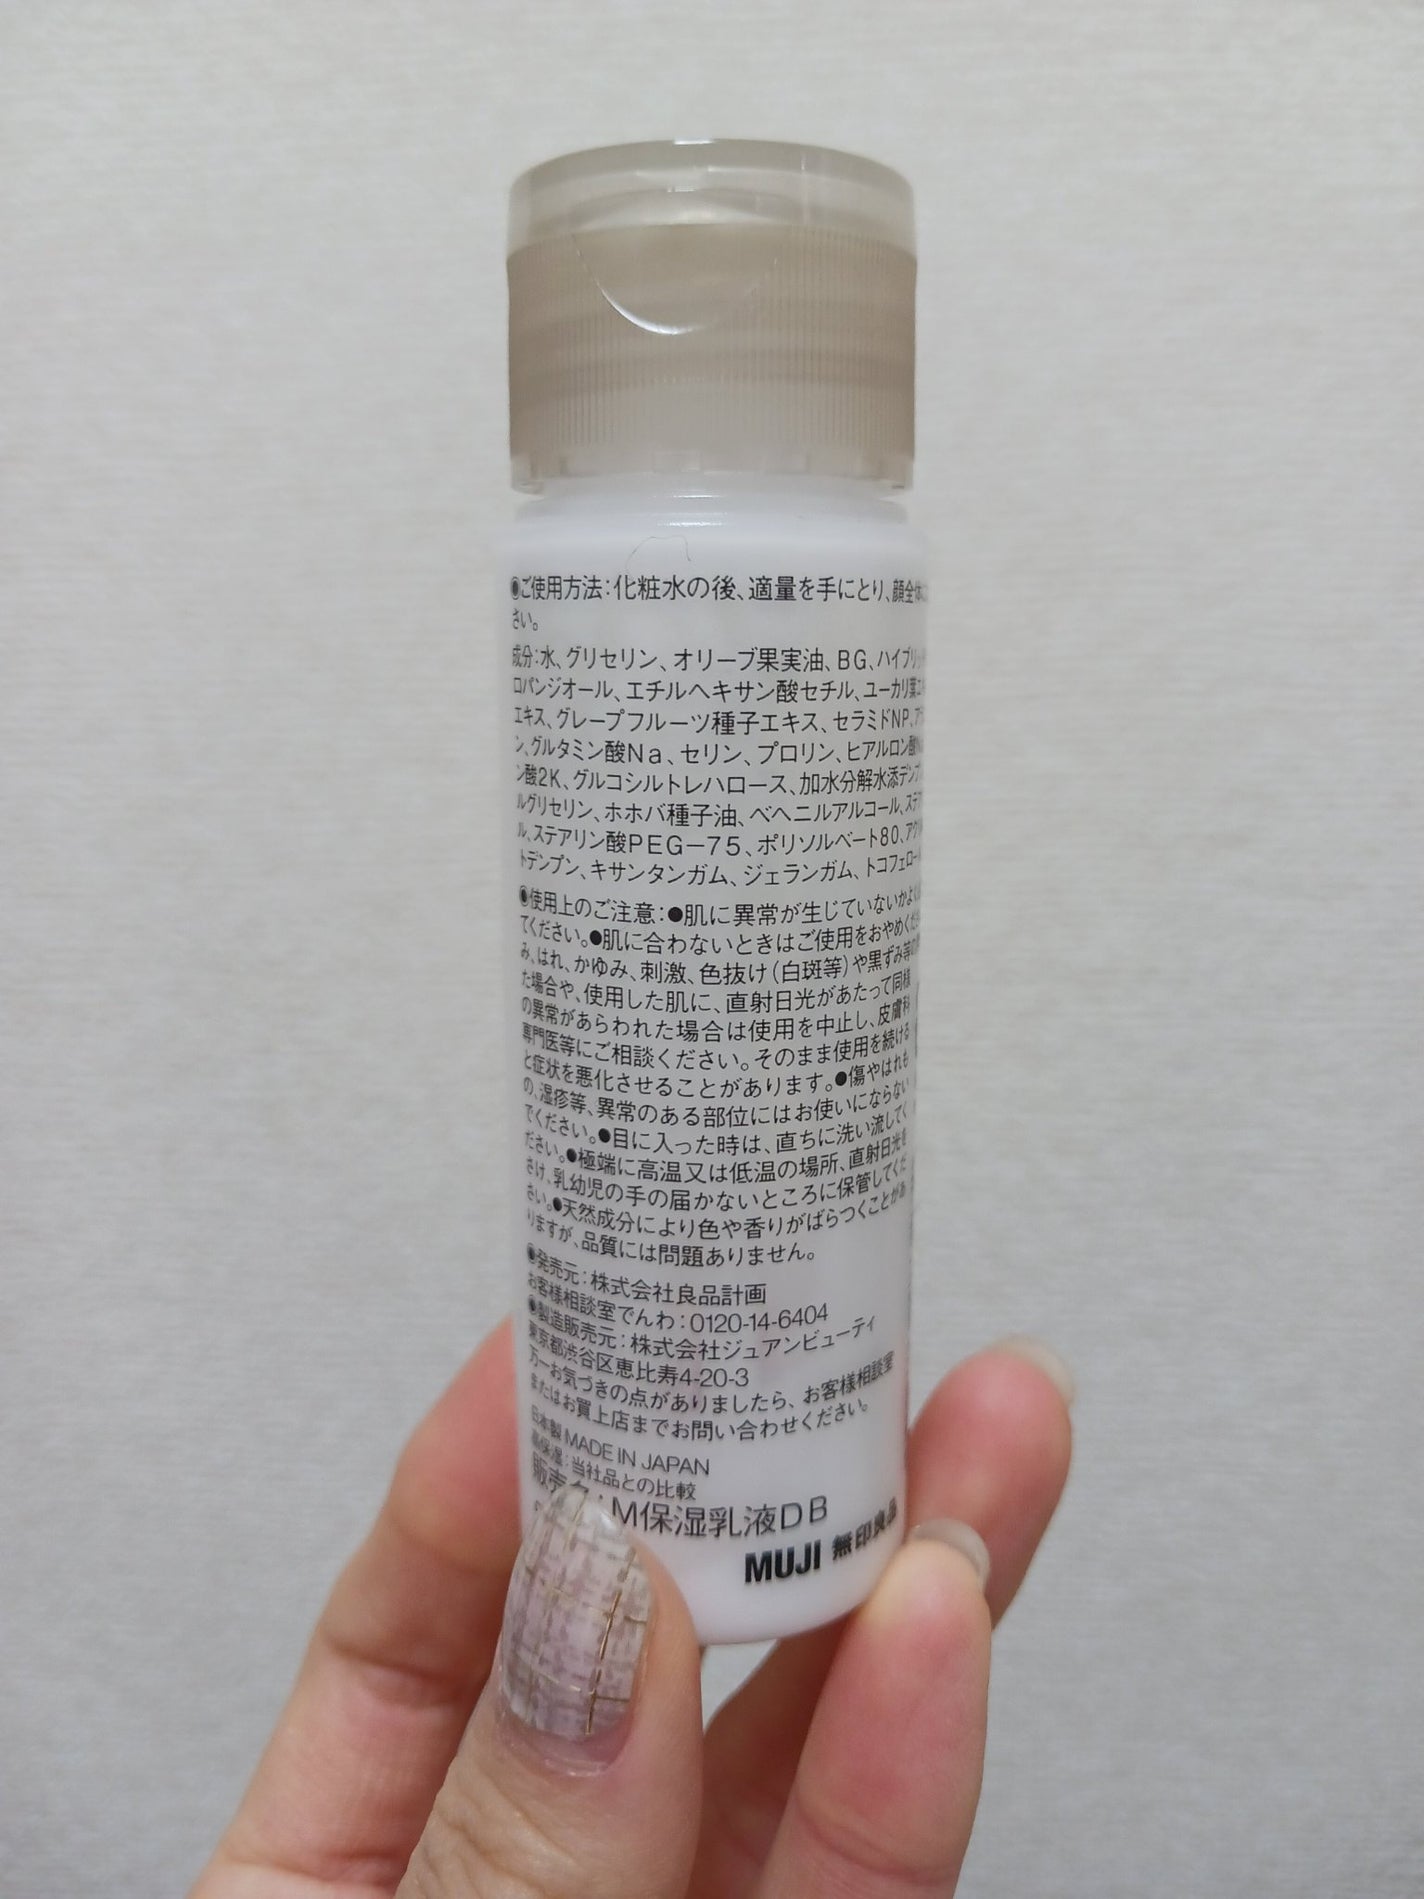 ●ご使用方法:化粧水の後、適量を手にとり、顔全体に
さい。
成分:水、グリセリン、オリーブ果実油、BG、ハイブリッド
ロパンジオール、エチルヘキサン酸セチル、ユーカリ葉エキ
エキス、グレープフルーツ種子エキス、セラミドNP、
ン、グルタミン酸Na、セリン、プロリン、ヒアルロン酸Na
ン酸2K、グルコシルトレハロース、加水分解水添デンプ
ルグリセリン、ホホバ種子油、ベヘニルアルコール、ステア
ル、ステアリン酸PEG-75、ポリソルベート80、アクリ
トデンプン、キサンタンガム、ジェランガム、トコフェロー
●使用上のご注意:●肌に異常が生じていないかよく
てください。●肌に合わないときはご使用をおやめくだ
み、はれ、かゆみ、刺激、色抜け(白斑等)や黒ずみ等の
た場合や、使用した肌に、直射日光があたって同様
の異常があらわれた場合は使用を中止し、皮膚科
専門医等にご相談ください。そのまま使用を続ける
と症状を悪化させることがあります。●傷やはれも
の、湿疹等、異常のある部位にはお使いにならない
でください。●目に入った時は、直ちに洗い流してく
ださい。●極端に高温又は低温の場所、直射日光を
さけ、乳幼児の手の届かないところに保管してくだ
さい。●天然成分により色や香りがばらつくことがあ
りますが、品質には問題ありません。
●発売元:株式会社良品計画
お客様相談室でんわ:0120-14-6404
●製造販売元:株式会社ジュアンビューティ
東京都渋谷区恵比寿4-20-3
万一お気づきの点がありましたら、お客様相談室
またはお買上店までお問い合わせください。
日本製 MADE IN JAPAN
高保湿:当社品との比較
販売名:M保湿乳液DB
MUJI 無印良品